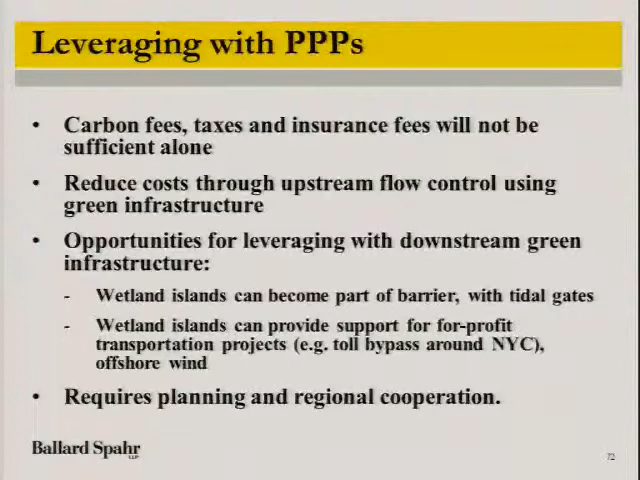 Leveraging with PPPs
• Carbon fees, taxes and insurance fees will not be
sufficient alone
• Reduce costs through upstream flow control using
green infrastructure
• Opportunities for leveraging with downstream green
infrastructure:
- Wetland islands can become part of barrier, with tidal gates
- Wetland islands can provide support for for-profit
transportation projects (e.g. toll bypass around NYC),
offshore wind
• Requires planning and regional cooperation.
Ballard Spahr
LLP
72